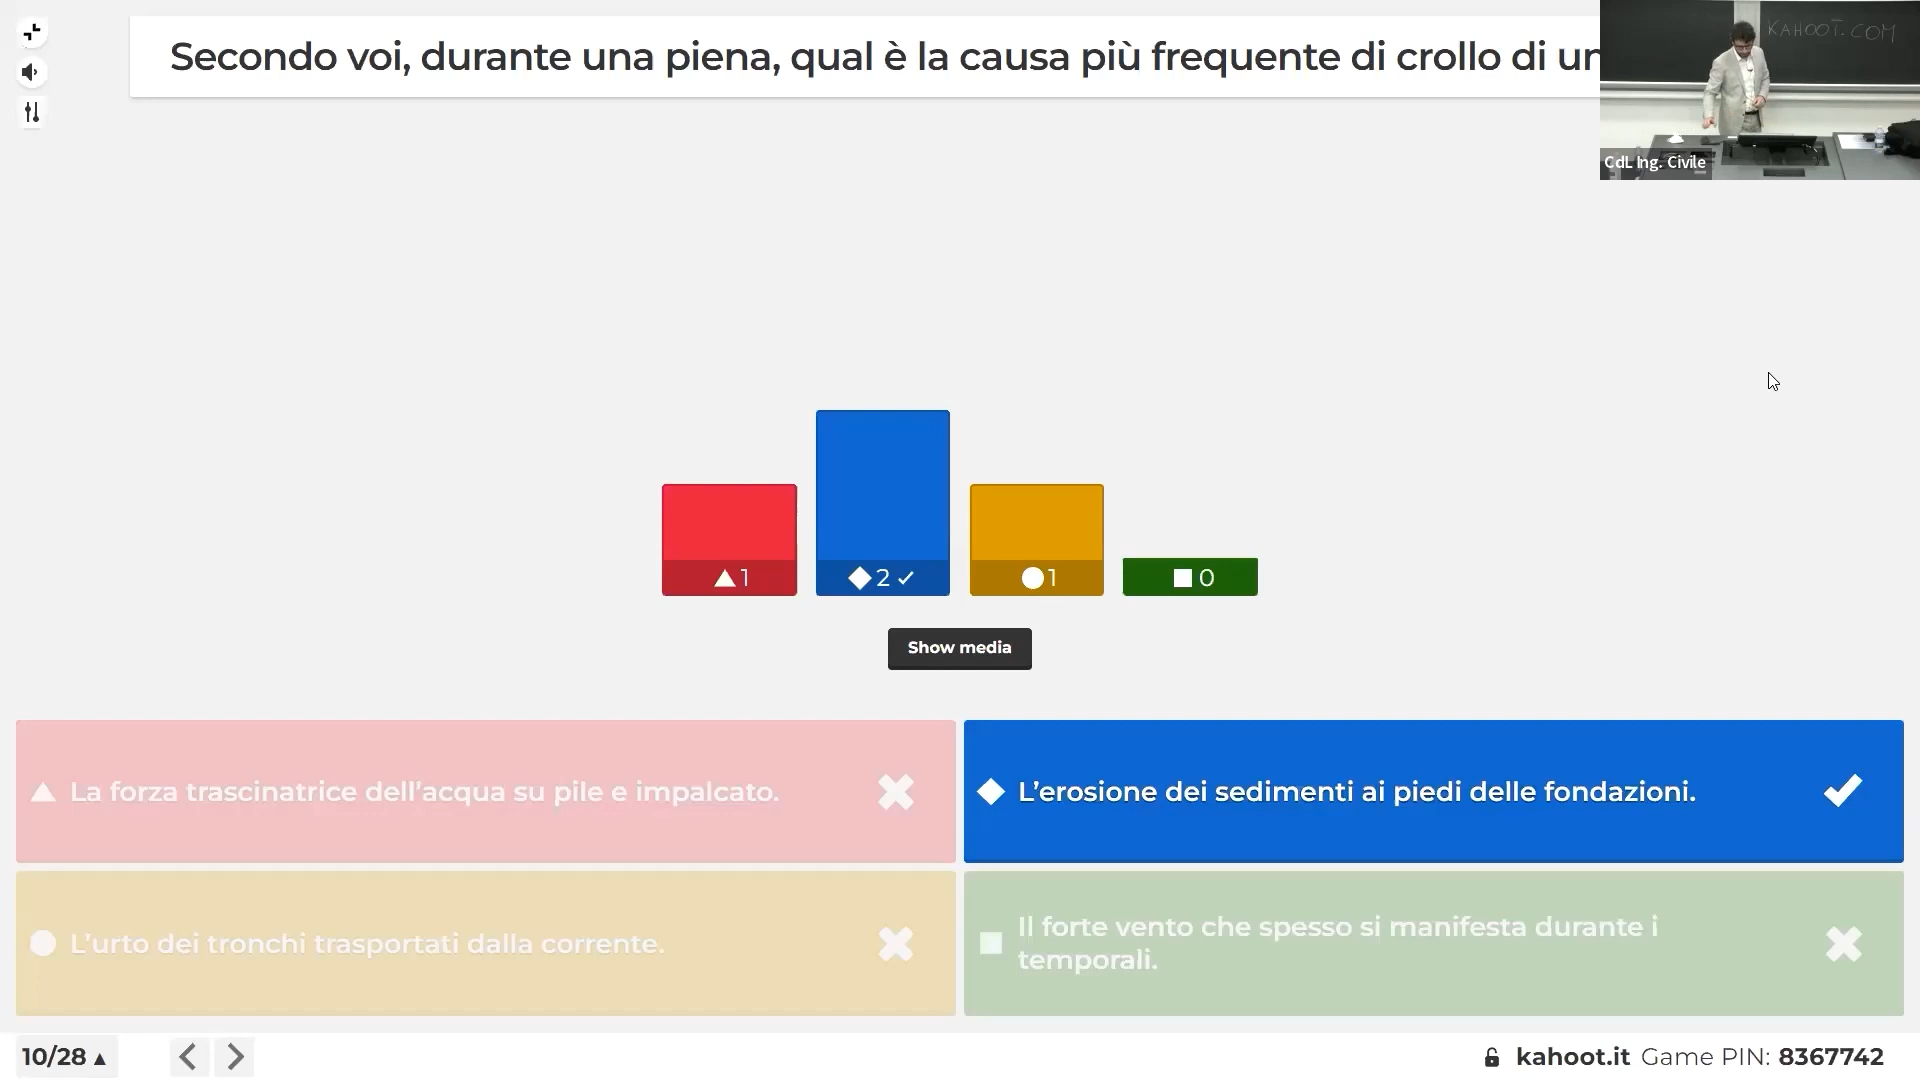 Secondo voi, durante una piena, qual è la causa più frequente di crollo di un
KAHOOT.COM
CdL Ing. Civile
1
2
1
0
Show media
La forza trascinatrice dell’acqua su pile e impalcato.
L’erosione dei sedimenti ai piedi delle fondazioni.
L’urto dei tronchi trasportati dalla corrente.
Il forte vento che spesso si manifesta durante i
temporali.
10/28
kahoot.it Game PIN: 8367742